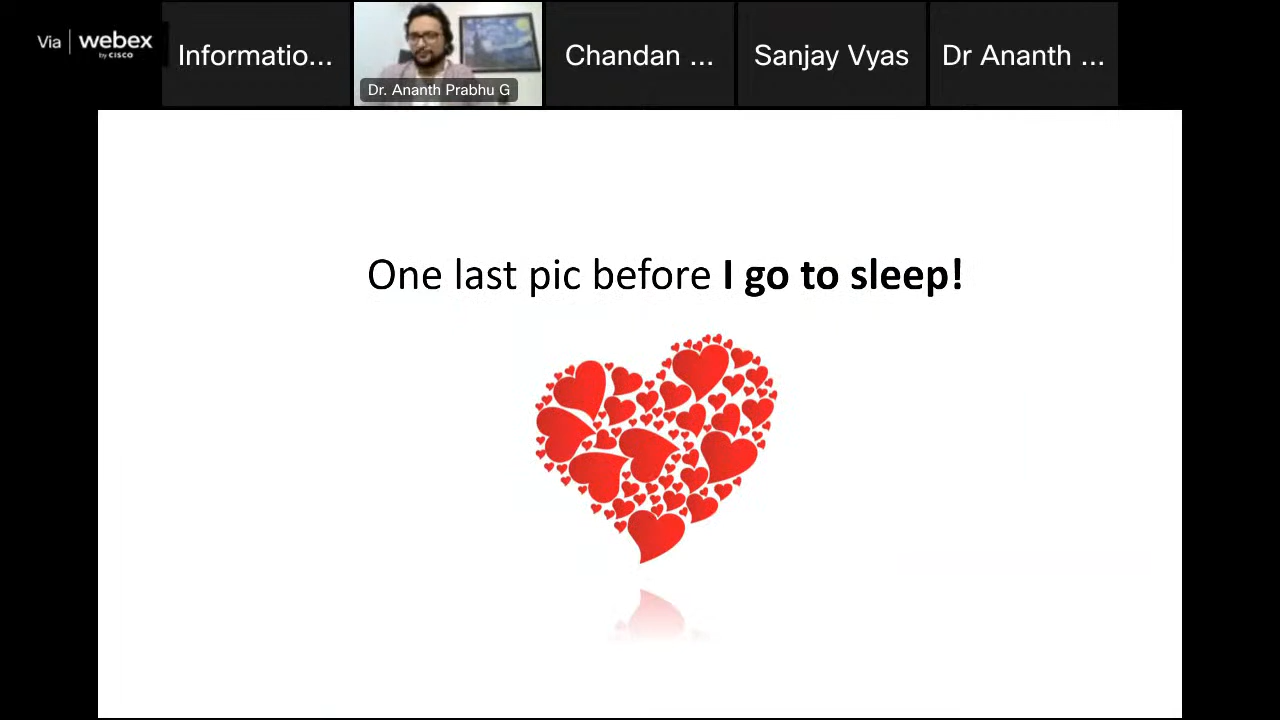 Via webex
by CISCO
Informatio...
Dr. Ananth Prabhu G
Chandan ...
Sanjay Vyas
Dr Ananth ...
One last pic before I go to sleep!